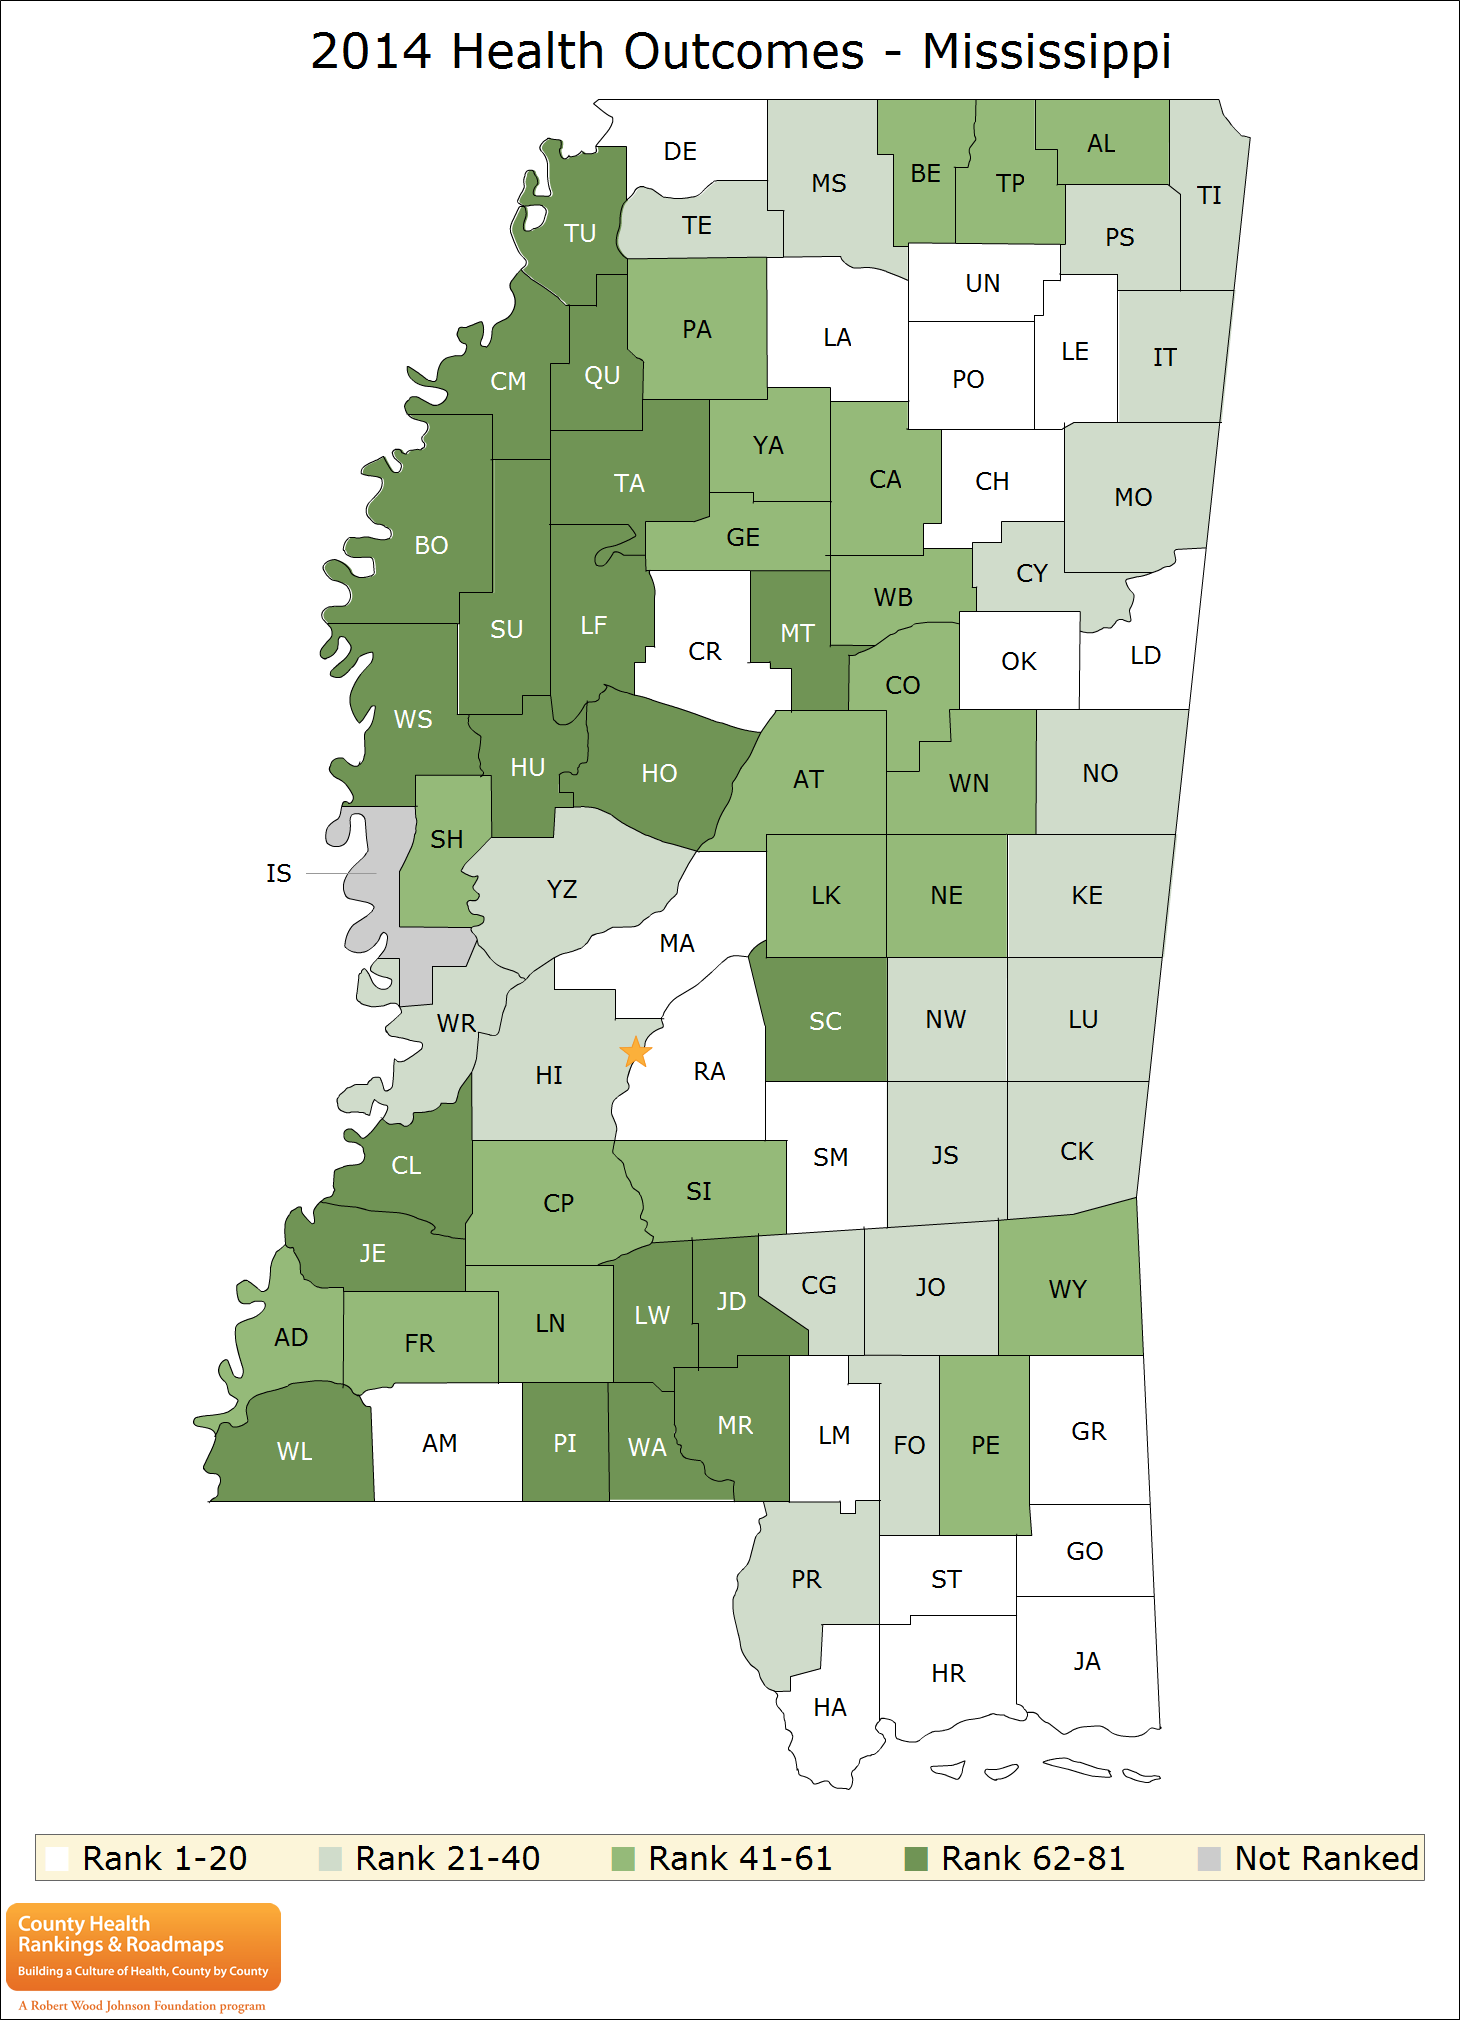 2014 Health Outcomes - Mississippi
DE
MS
BE
TP
AL
TI
TU
TE
PS
UN
PA
LA
LE
IT
CM
QU
PO
YA
TA
CA
CH
MO
BO
GE
CY
WB
SU
LF
MT
CR
OK
LD
CO
WS
HU
HO
AT
WN
NO
SH
IS
YZ
LK
NE
KE
MA
WR
SC
NW
LU
HI
RA
CL
SM
JS
CK
CP
SI
JE
CG
JO
WY
AD
FR
LN
LW
JD
WL
AM
PI
WA
MR
LM
FO
PE
GR
PR
ST
GO
HA
HR
JA
Rank 1-20 Rank 21-40 Rank 41-61 Rank 62-81 Not Ranked
County Health
Rankings & Roadmaps
Building a Culture of Health, County by County
A Robert Wood Johnson Foundation program